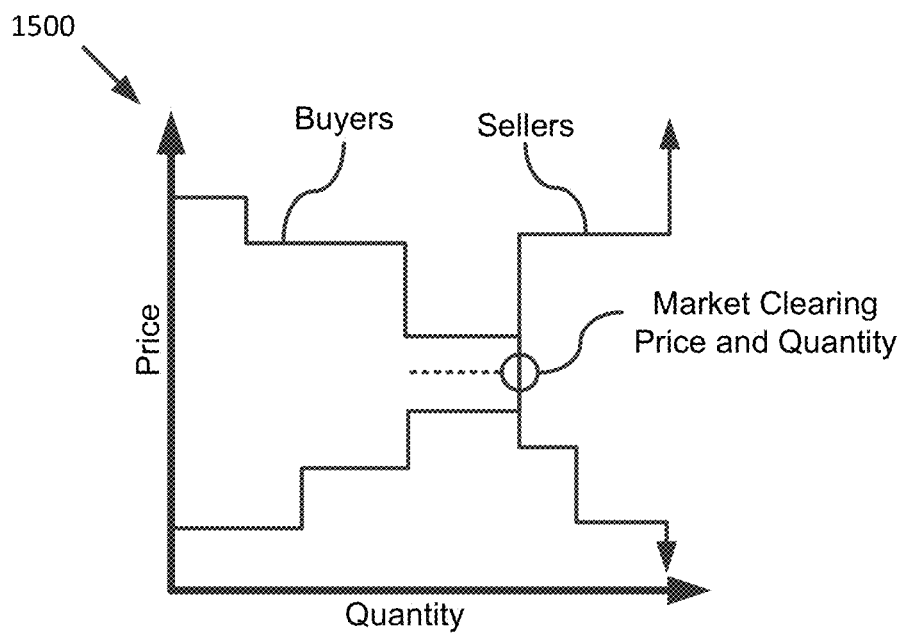 1500
Buyers
Sellers
Market Clearing
Price and Quantity
Price
Quantity